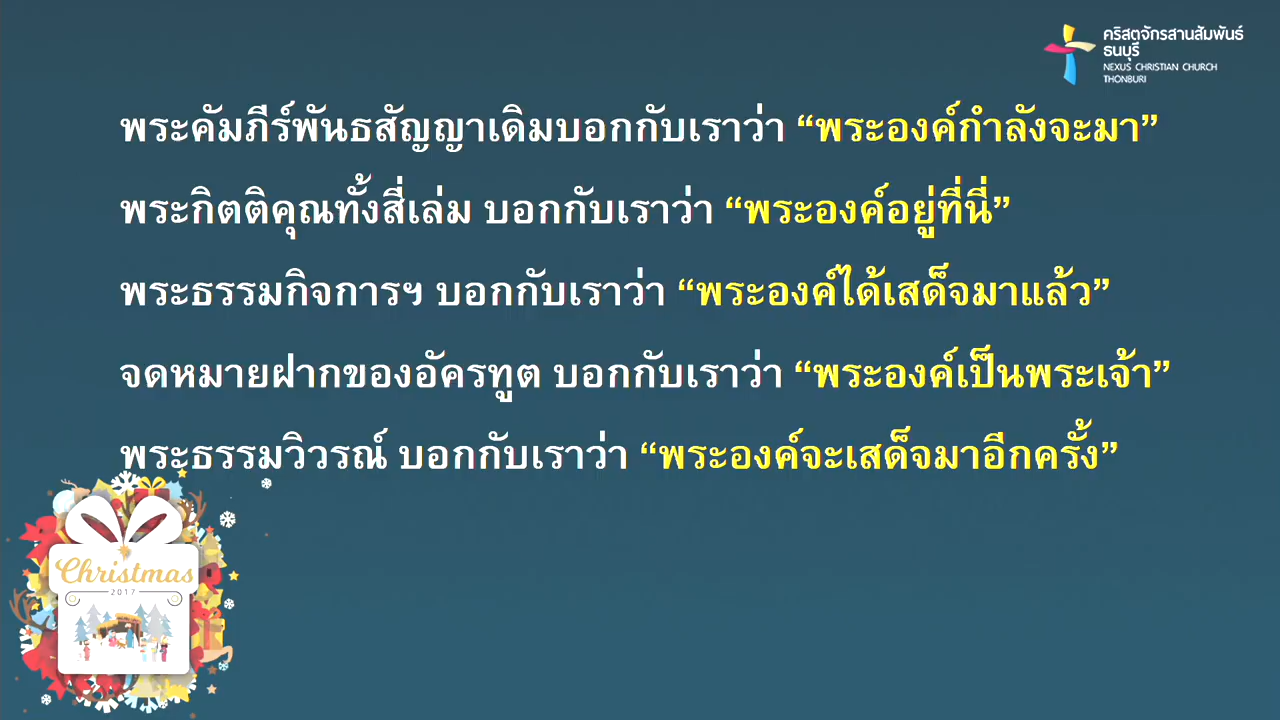 คริสตจักรสานสัมพันธ์
ธนบุรี
NEXUS CHRISTIAN CHURCH
THONBURI
พระคัมภีร์พันธสัญญาเดิมบอกกับเราว่า “พระองค์กำลังจะมา”
พระกิตติคุณทั้งสี่เล่ม บอกกับเราว่า “พระองค์อยู่ที่นี่”
พระธรรมกิจการฯ บอกกับเราว่า “พระองค์ได้เสด็จมาแล้ว”
จดหมายฝากของอัครทูต บอกกับเราว่า “พระองค์เป็นพระเจ้า”
พระธรรมวิวรณ์ บอกกับเราว่า “พระองค์จะเสด็จมาอีกครั้ง”
Christmas
2017